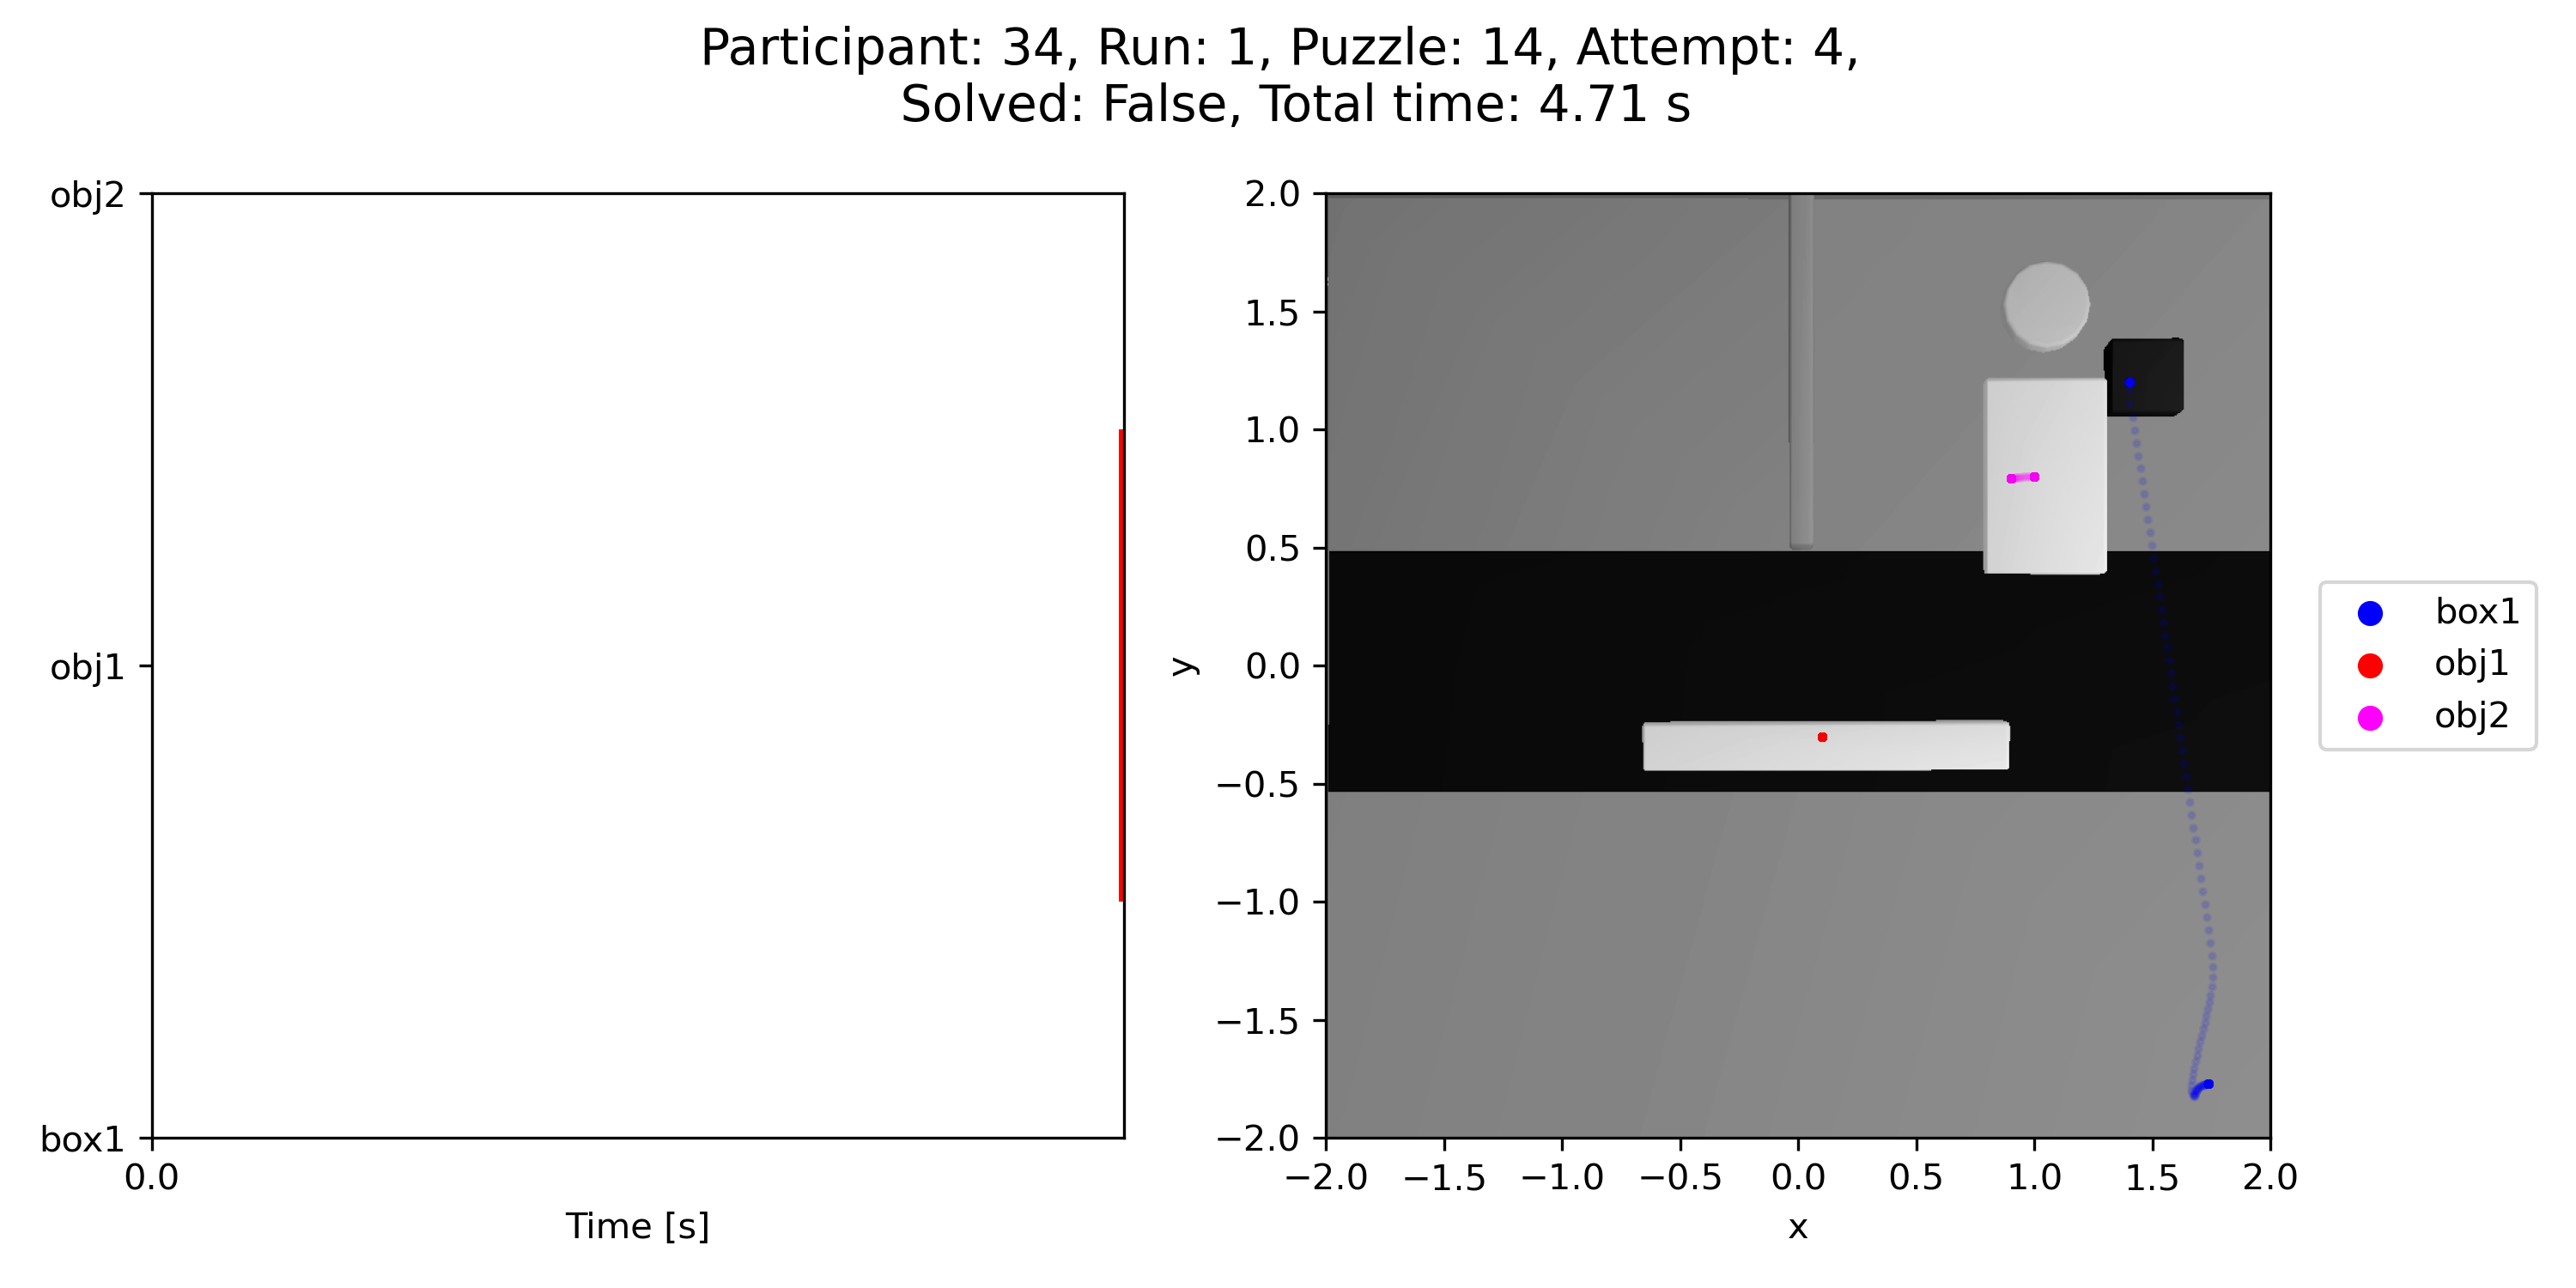 Participant: 34, Run: 1, Puzzle: 14, Attempt: 4,
Solved: False, Total time: 4.71 s
obj2
obj1
box1
0.0
Time [s]
2.0
1.5
1.0
0.5
0.0
−0.5
−1.0
−1.5
−2.0
y
−2.0 −1.5 −1.0 −0.5 0.0 0.5 1.0 1.5 2.0
x
box1
obj1
obj2